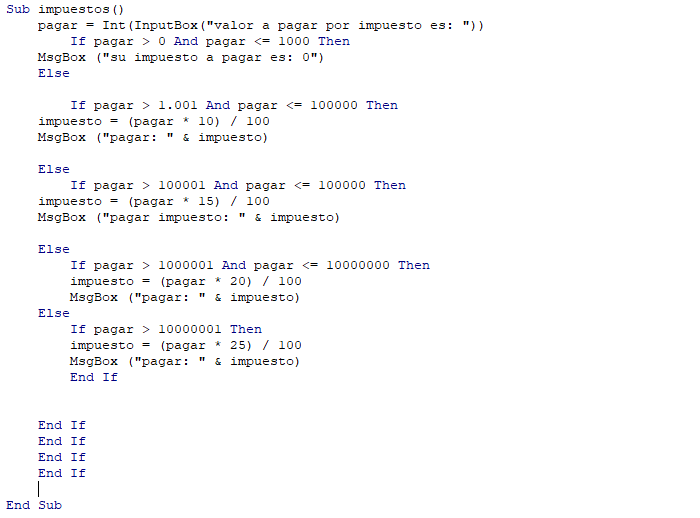 Sub impuestos()
pagar = Int(InputBox("valor a pagar por impuesto es: "))
If pagar > 0 And pagar <= 1000 Then
MsgBox ("su impuesto a pagar es: 0")
Else
If pagar > 1.001 And pagar <= 100000 Then
impuesto = (pagar * 10) / 100
MsgBox ("pagar: " & impuesto)
Else
If pagar > 100001 And pagar <= 100000 Then
impuesto = (pagar * 15) / 100
MsgBox ("pagar impuesto: " & impuesto)
Else
If pagar > 1000001 And pagar <= 10000000 Then
impuesto = (pagar * 20) / 100
MsgBox ("pagar: " & impuesto)
Else
If pagar > 10000001 Then
impuesto = (pagar * 25) / 100
MsgBox ("pagar: " & impuesto)
End If
End If
End If
End If
End If
End Sub